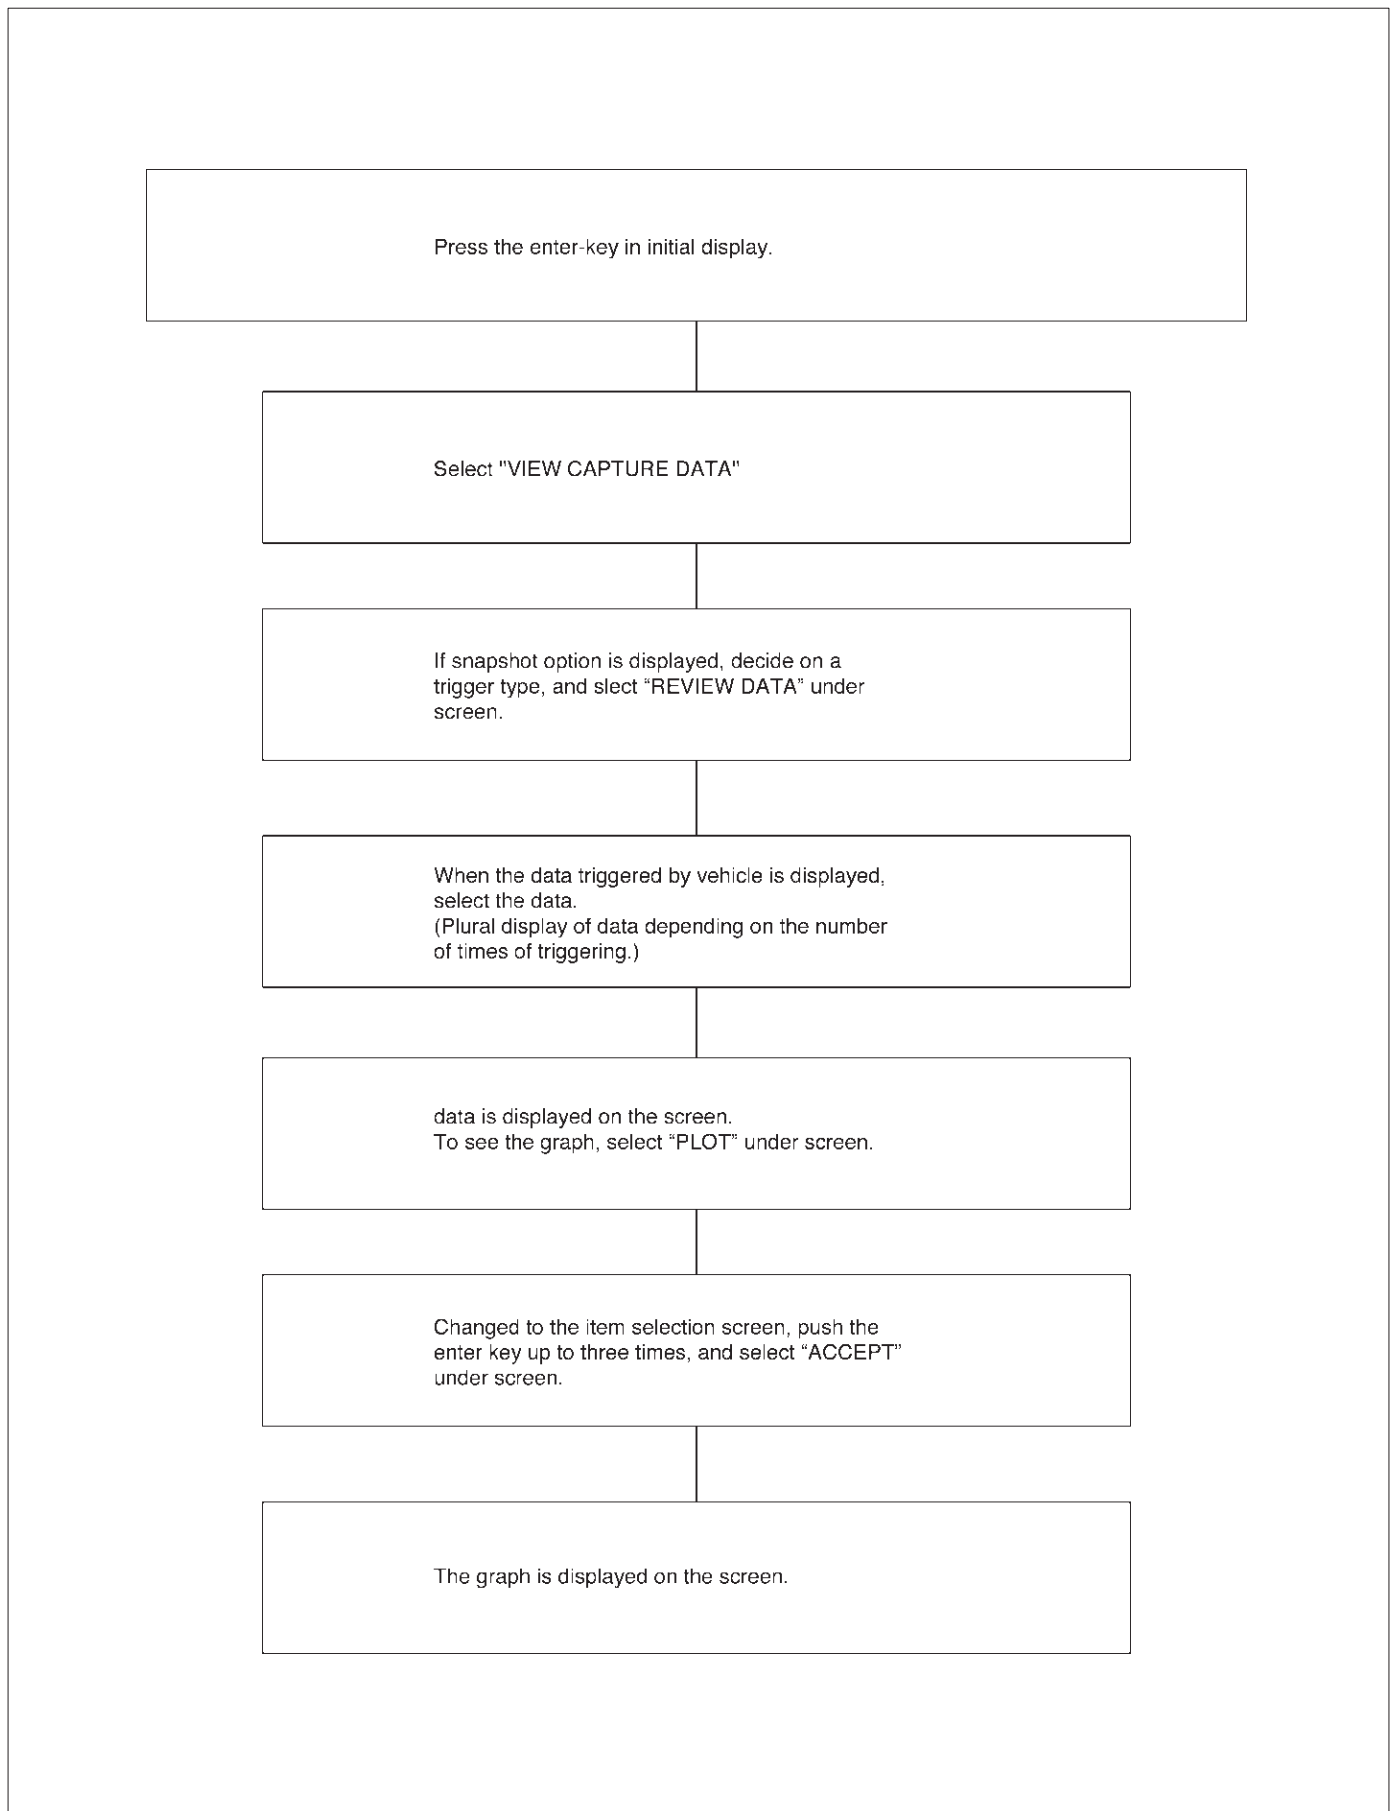 Press the enter-key in initial display.
Select "VIEW CAPTURE DATA"
If snapshot option is displayed, decide on a
trigger type, and slect “REVIEW DATA” under
screen.
When the data triggered by vehicle is displayed,
select the data.
(Plural display of data depending on the number
of times of triggering.)
data is displayed on the screen.
To see the graph, select “PLOT” under screen.
Changed to the item selection screen, push the
enter key up to three times, and select “ACCEPT”
under screen.
The graph is displayed on the screen.